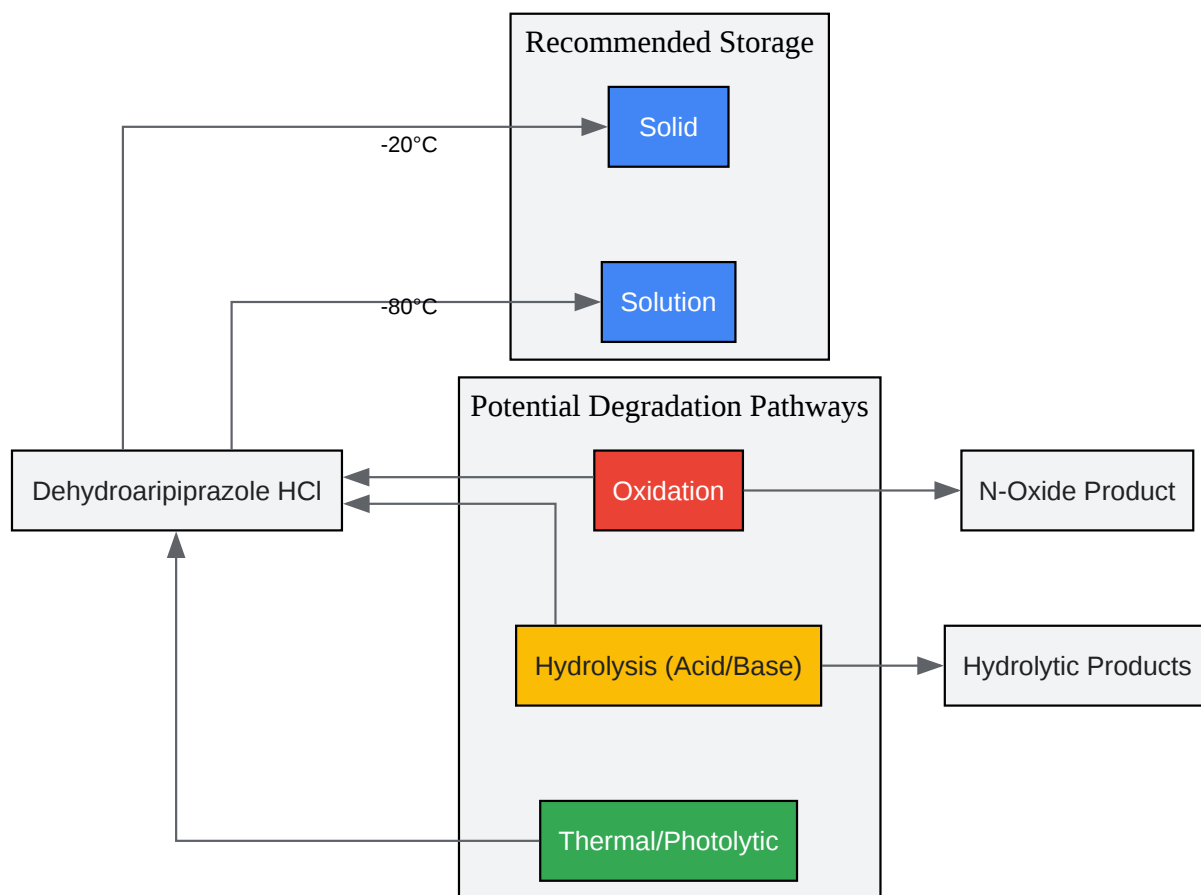 Recommended Storage
Solid
-20°C
Solution
-80°C
Potential Degradation Pathways
Dehydroaripiprazole HCl
Oxidation
N-Oxide Product
Hydrolysis (Acid/Base)
Hydrolytic Products
Thermal/Photolytic